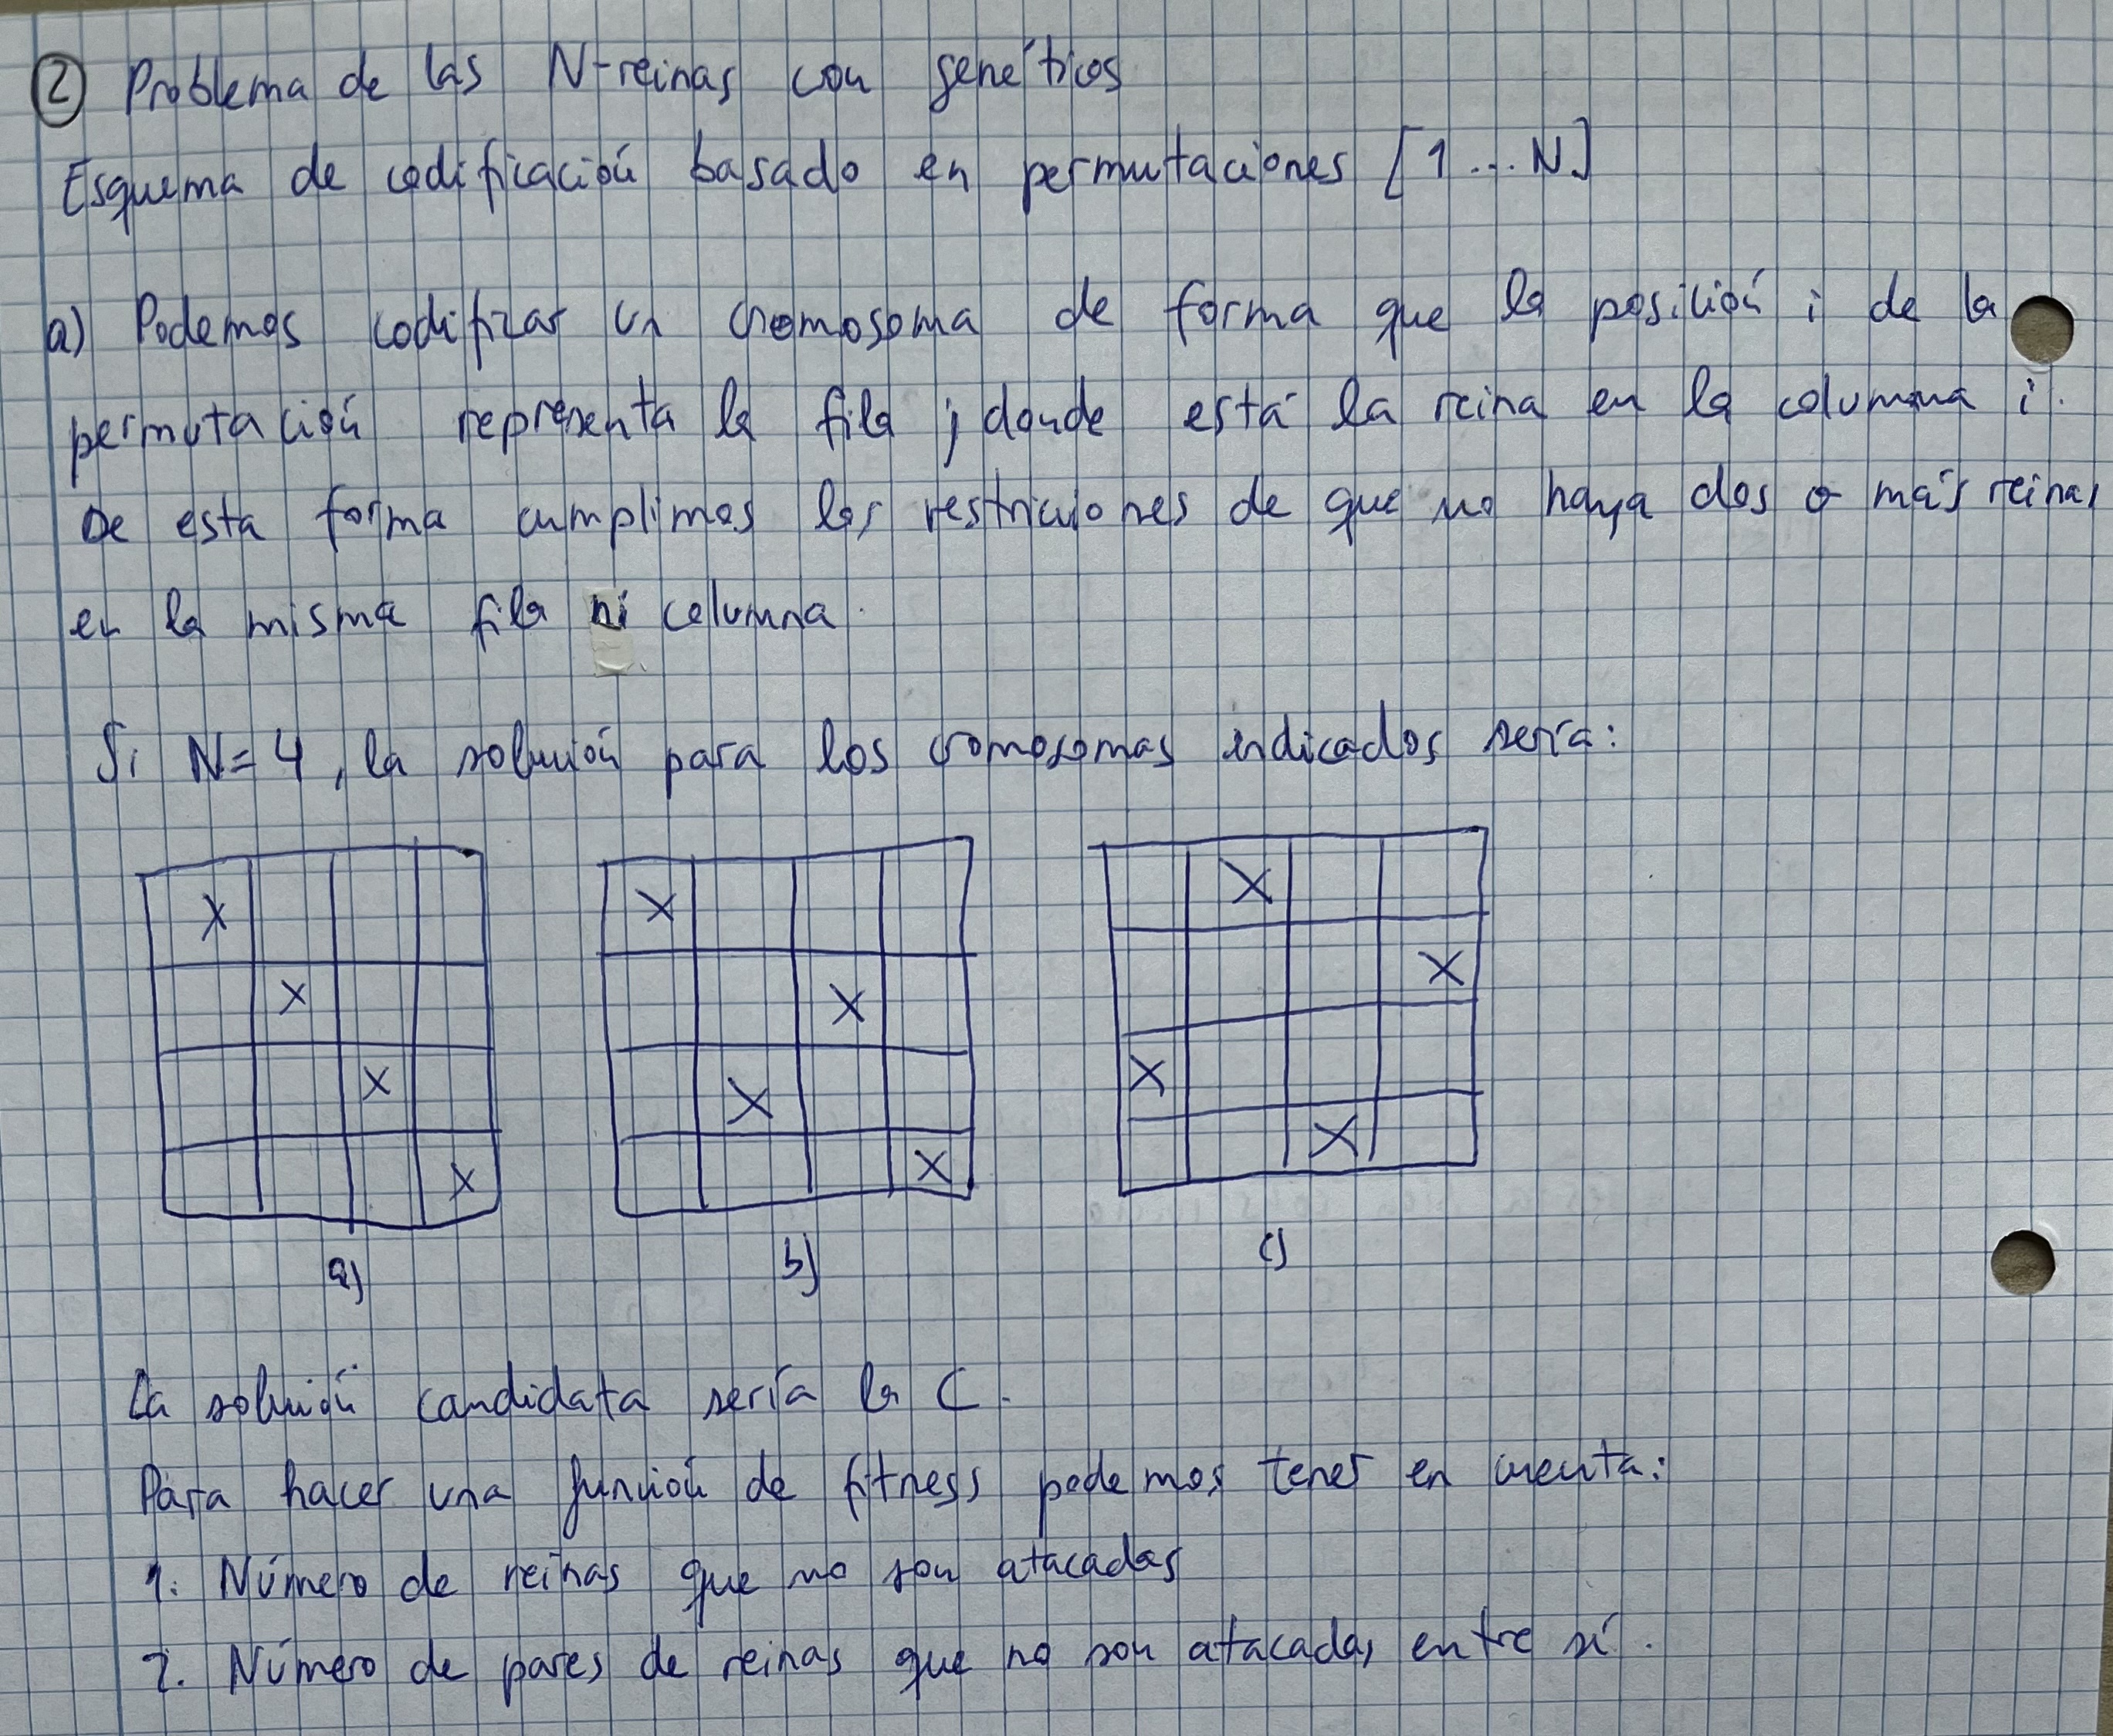 ② Problema de las N-reinas con genéticos
Esquema de codificación basado en permutaciones [1...N]
a) Podemos codifizar un cromosoma de forma que la posición i de la
permutación representa la fila j donde está la reina en la columna i.
De esta forma cumplimos las restricciones de que no haya dos o más reinas
en la misma fila ni columna.
Si N=4, la solución para los cromosomas indicados sería:
X X X
X X X
X X X
X X X
a) b) c)
La solución candidata sería la C.
Para hacer una función de fitness podemos tener en cuenta:
1. Número de reinas que no son atacadas
2. Número de pares de reinas que no son atacadas entre sí.